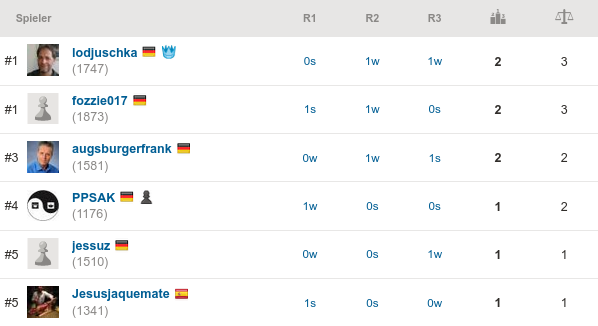 Spieler R1 R2 R3
#1 lodjuschka 0s 1w 1w 2 3
(1747)
#1 fozzie017 1s 1w 0s 2 3
(1873)
#3 augsburgerfrank 0w 1w 1s 2 2
(1581)
#4 PPSAK 1w 0s 0s 1 2
(1176)
#5 jessuz 0w 0s 1w 1 1
(1510)
#5 Jesusjaquemate 1s 0s 0w 1 1
(1341)